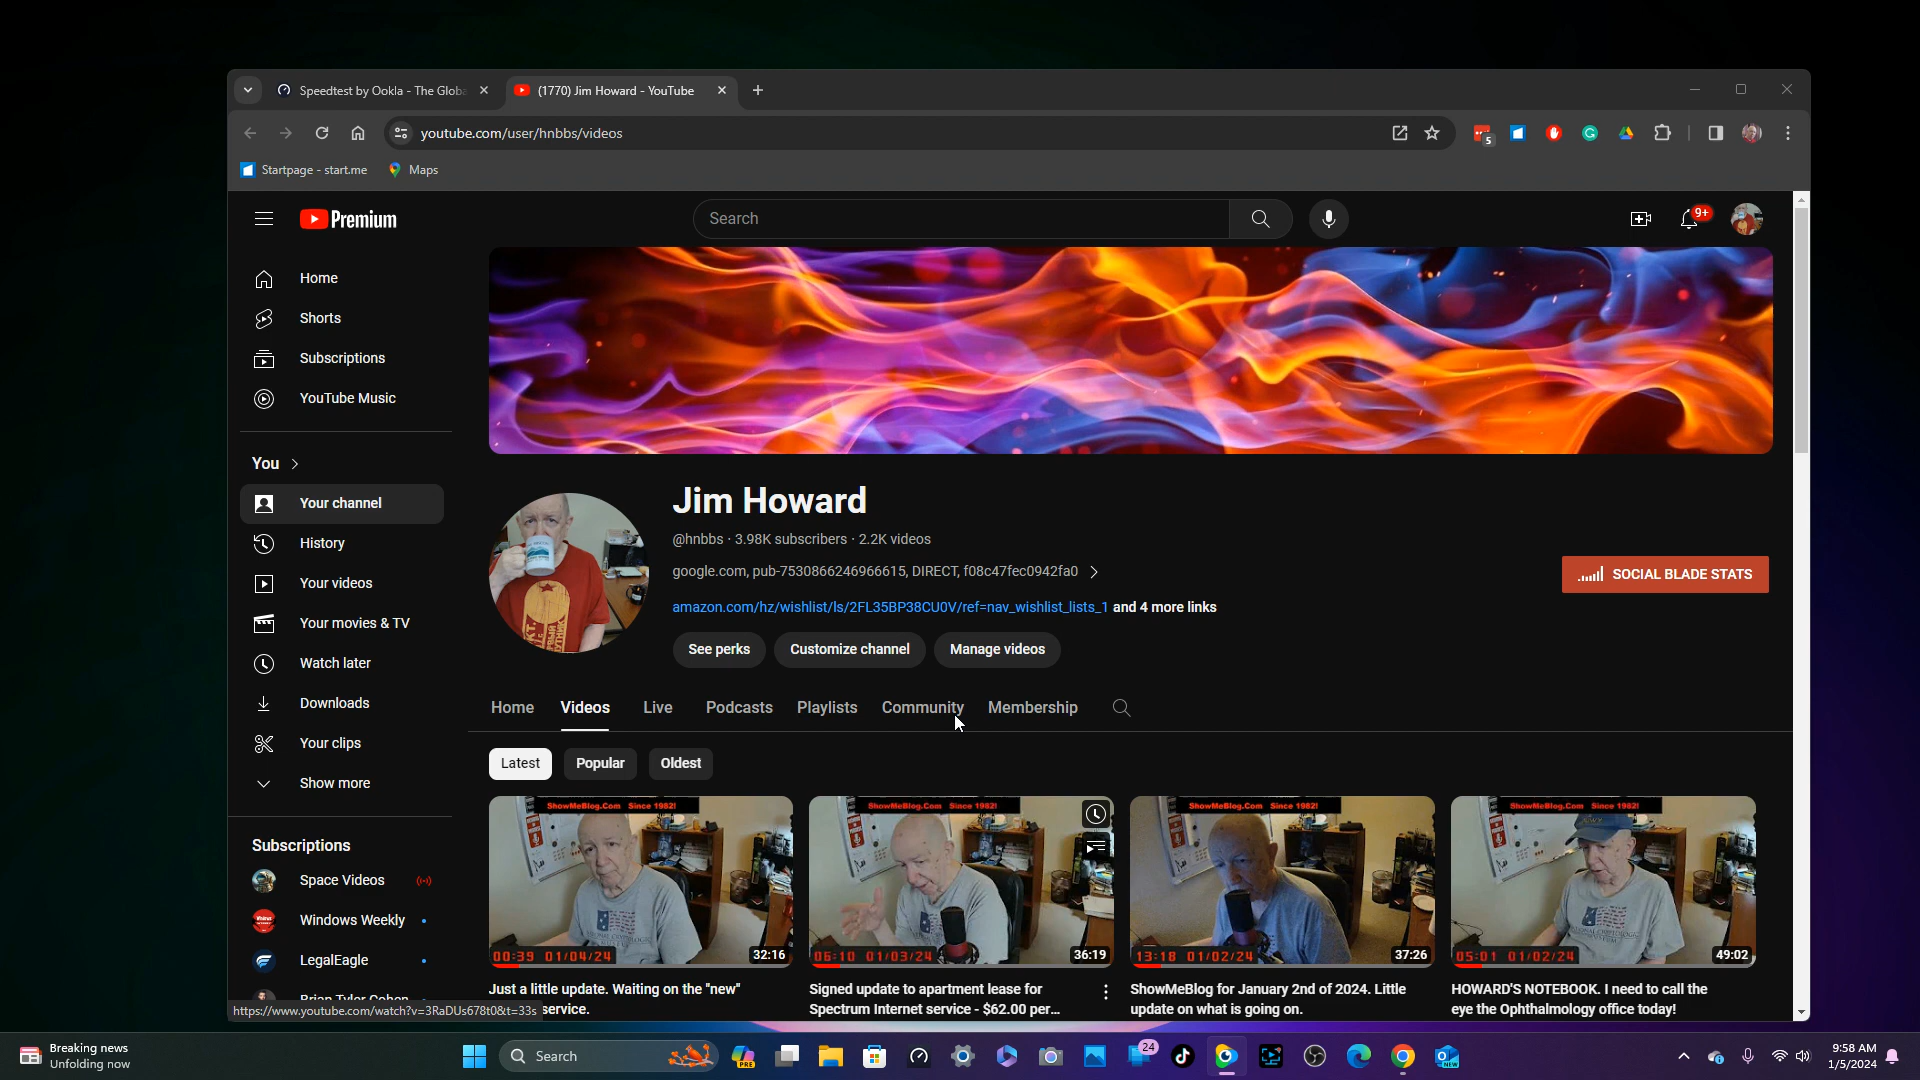 Speedtest by Ookla - The Globa
(1770) Jim Howard - YouTube
youtube.com/user/hnbbs/videos
5
Startpage - start.me
Maps
Premium
Search
9+
Home
Shorts
Subscriptions
YouTube Music
You
Your channel
History
Your videos
Your movies & TV
Watch later
Downloads
Your clips
Show more
Subscriptions
Space Videos
Windows Weekly
LegalEagle
Brian Tyler Cohen
https://www.youtube.com/watch?v=3RaDUs678t0&t=33s
Jim Howard
@hnbbs · 3.98K subscribers · 2.2K videos
google.com, pub-7530866246966615, DIRECT, f08c47fec0942fa0
amazon.com/hz/wishlist/ls/2FL35BP38CU0V/ref=nav_wishlist_lists_1 and 4 more links
SOCIAL BLADE STATS
See perks
Customize channel
Manage videos
Home
Videos
Live
Podcasts
Playlists
Community
Membership
Latest
Popular
Oldest
ShowMeBlog.Com Since 1982!
00:39 01/04/24
32:16
Just a little update. Waiting on the "new"
service.
ShowMeBlog.Com Since 1982!
06:10 01/03/24
36:19
Signed update to apartment lease for
Spectrum Internet service - $62.00 per...
ShowMeBlog.Com Since 1982!
13:18 01/02/24
37:26
ShowMeBlog for January 2nd of 2024. Little
update on what is going on.
ShowMeBlog.Com Since 1982!
05:01 01/02/24
49:02
HOWARD'S NOTEBOOK. I need to call the
eye the Ophthalmology office today!
Breaking news
Unfolding now
Search
PRE
24
NEW
9:58 AM
1/5/2024